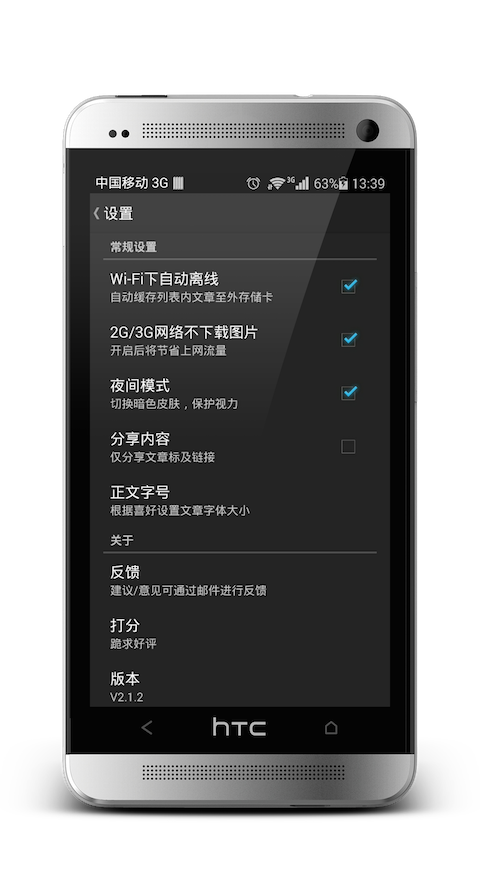 中国移动 3G
3G
63%
13:39
设置
常规设置
Wi-Fi下自动离线
自动缓存列表内文章至外存储卡
2G/3G网络不下载图片
开启后将节省上网流量
夜间模式
切换暗色皮肤，保护视力
分享内容
仅分享文章标及链接
正文字号
根据喜好设置文章字体大小
关于
反馈
建议/意见可通过邮件进行反馈
打分
跪求好评
版本
V2.1.2
hTC